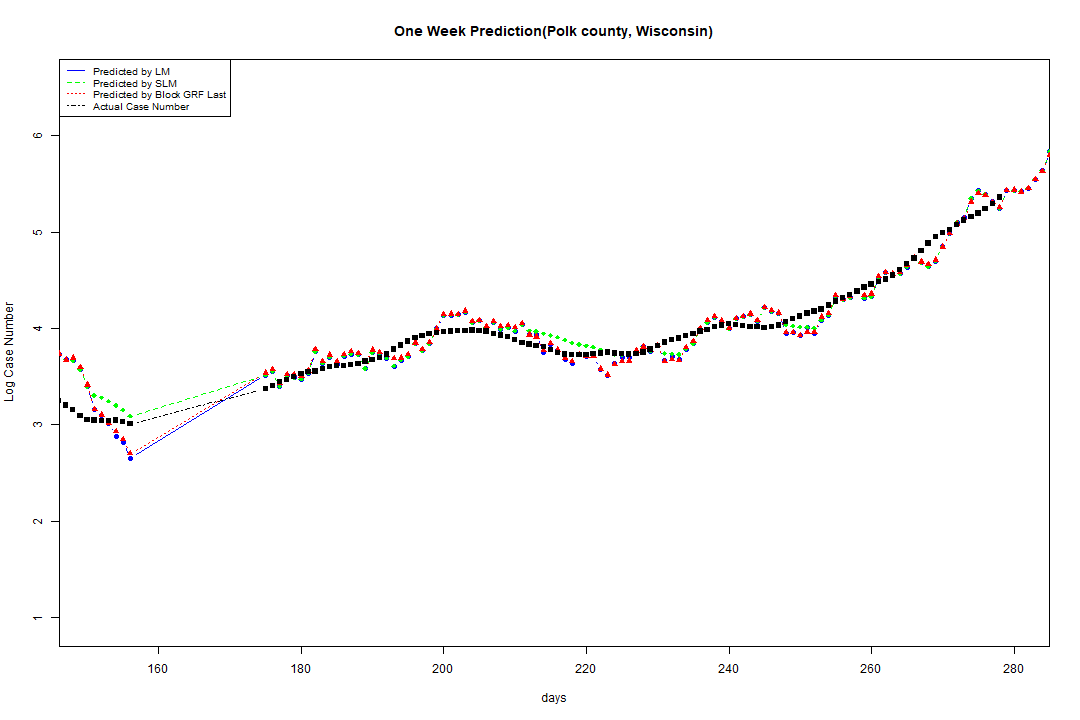 One Week Prediction(Polk county, Wisconsin)
Predicted by LM
Predicted by SLM
Predicted by Block GRF Last
Actual Case Number
6
5
4
3
2
1
Log Case Number
160 180 200 220 240 260 280
days